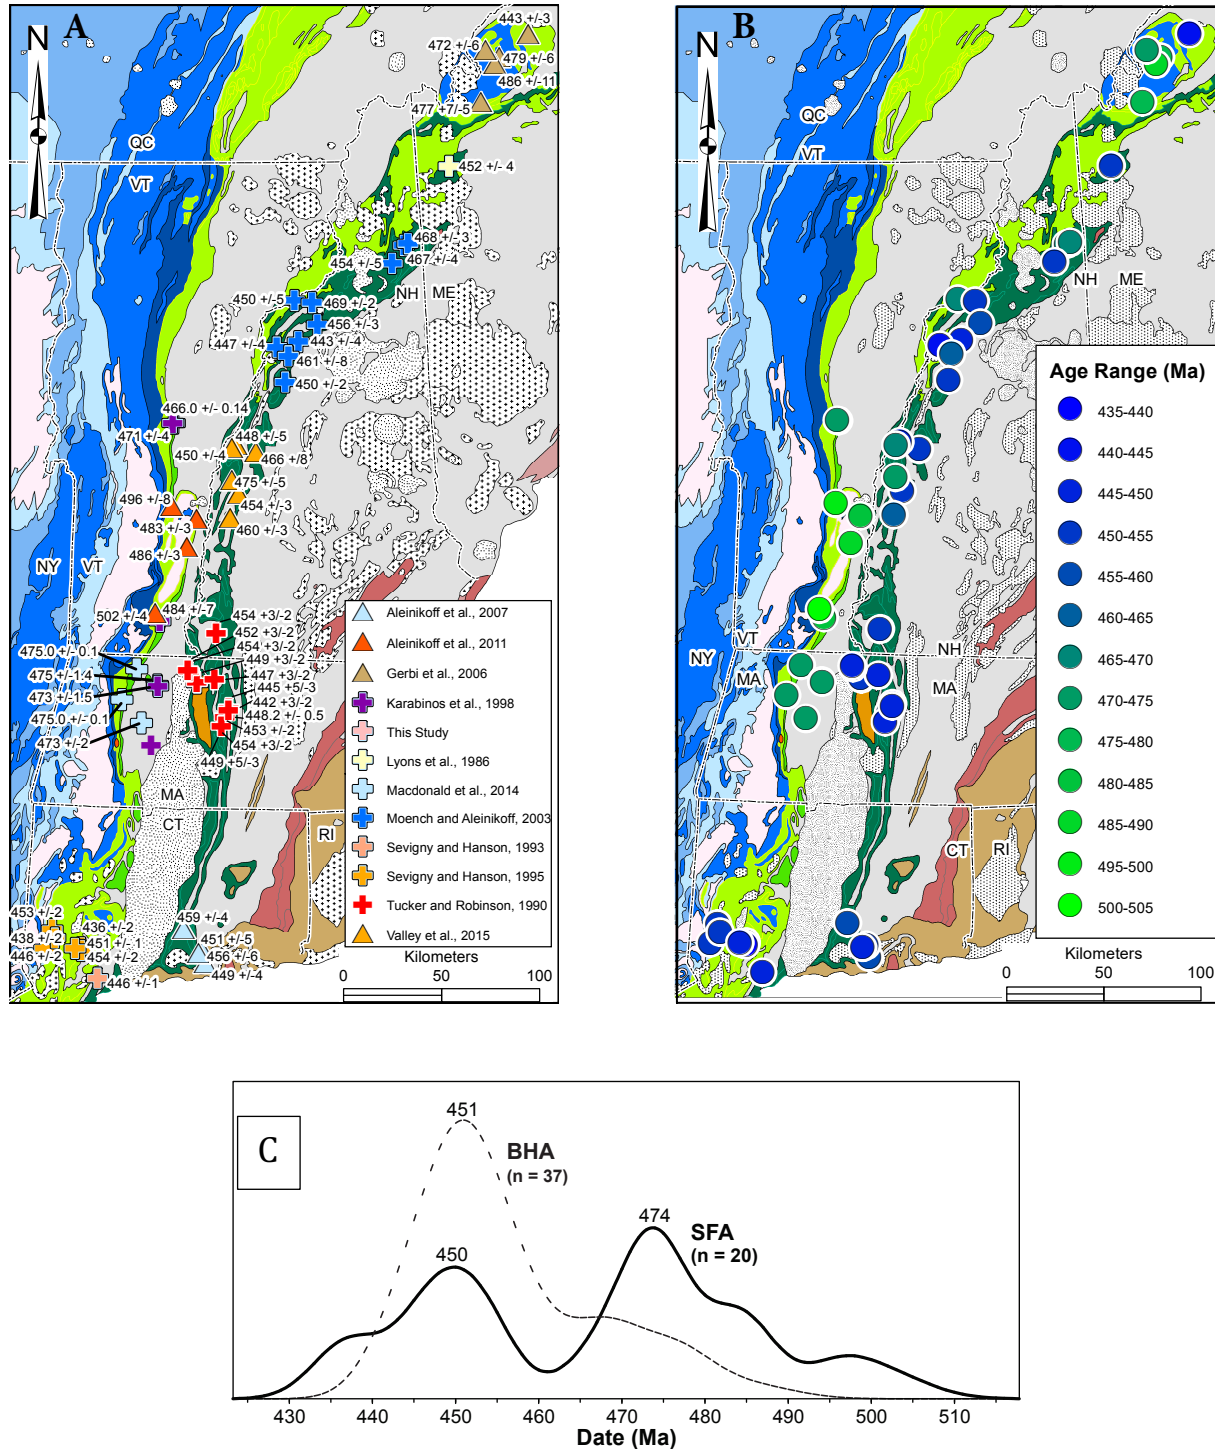 A
N
443 +/-3
472 +/-6
479 +/-6
486 +/-11
477 +7/-5
QC
VT
452 +/- 4
468 +/- 3
467 +/-4
454 +/-5
NH
ME
450 +/-5
469 +/-2
456 +/-3
447 +/-4
443 +/-4
461 +/-8
450 +/-2
466.0 +/- 0.14
471 +/-4
448 +/-5
450 +/-4
466 +/8
475 +/-5
496 +/-8
454 +/-3
483 +/-3
460 +/-3
486 +/-3
NY
VT
484 +/-7
502 +/-4
454 +3/-2
452 +3/-2
454 +3/-2
449 +3/-2
447 +3/-2
445 +5/-3
442 +3/-2
448.2 +/- 0.5
453 +/-2
454 +3/-2
449 +5/-3
475.0 +/- 0.1
475 +/-1.4
473 +/-1.5
475.0 +/- 0.1
473 +/-2
MA
CT
RI
453 +/-2
436 +/-2
438 +/-2
451 +/- 1
446 +/-2
454 +/-2
446 +/-1
459 +/-4
451 +/-5
456 +/-6
449 +/-4
Aleinikoff et al., 2007
Aleinikoff et al., 2011
Gerbi et al., 2006
Karabinos et al., 1998
This Study
Lyons et al., 1986
Macdonald et al., 2014
Moench and Aleinikoff, 2003
Sevigny and Hanson, 1993
Sevigny and Hanson, 1995
Tucker and Robinson, 1990
Valley et al., 2015
Kilometers
0 50 100
B
N
QC
VT
NH
ME
NY
VT
MA
NH
MA
CT
RI
Age Range (Ma)
435-440
440-445
445-450
450-455
455-460
460-465
465-470
470-475
475-480
480-485
485-490
495-500
500-505
Kilometers
0 50 100
C
451
BHA
(n = 37)
450
474
SFA
(n = 20)
430 440 450 460 470 480 490 500 510
Date (Ma)